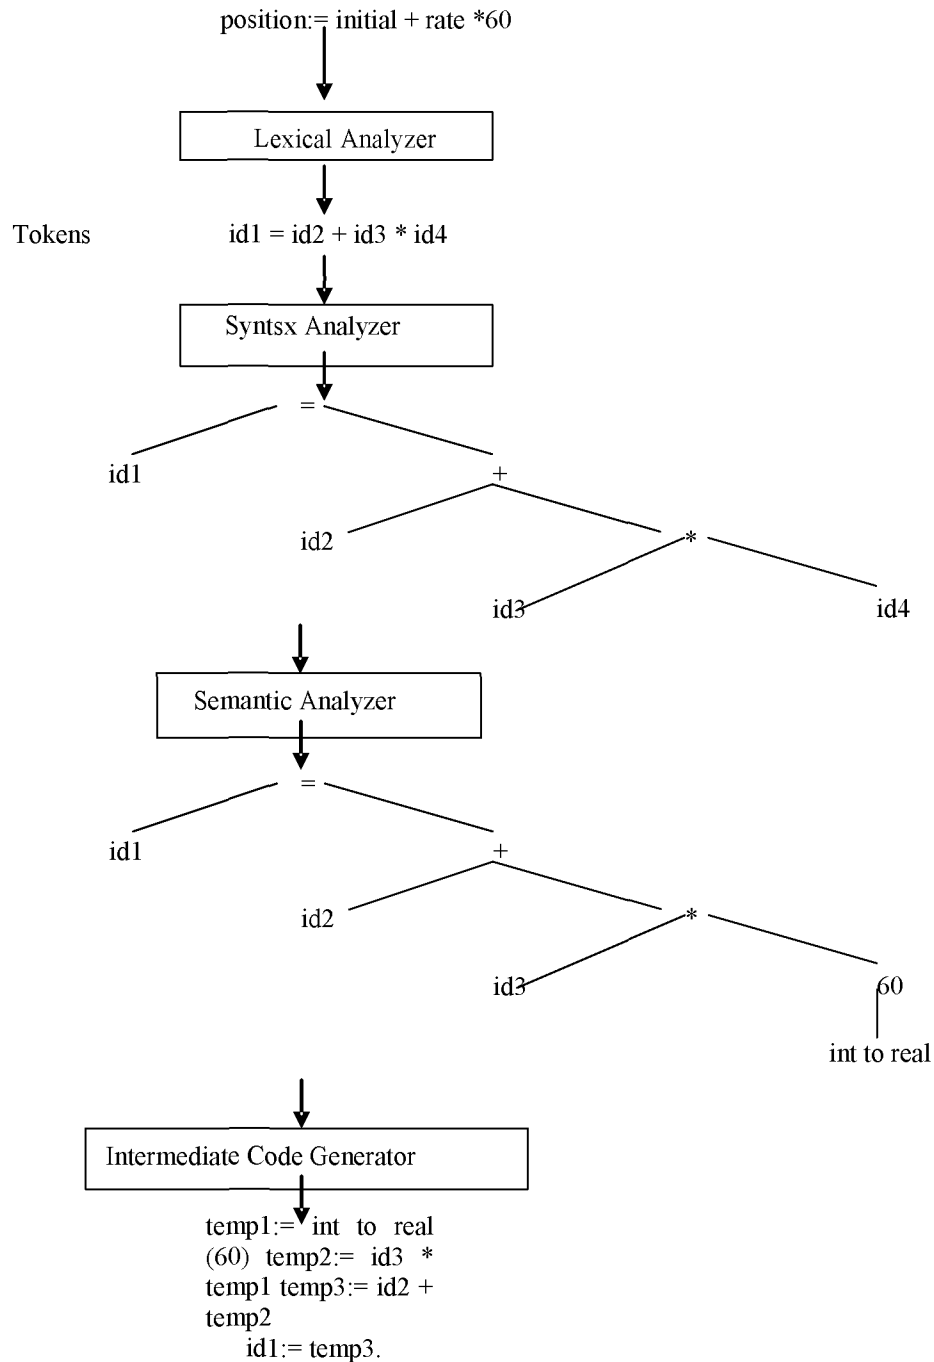 position:= initial + rate *60
Lexical Analyzer
Tokens id1 = id2 + id3 * id4
Syntsx Analyzer
=
id1
+
id2
*
id3 id4
Semantic Analyzer
=
id1
+
id2
*
id3 60
int to real
Intermediate Code Generator
temp1:= int to real
(60) temp2:= id3 *
temp1 temp3:= id2 +
temp2
id1:= temp3.